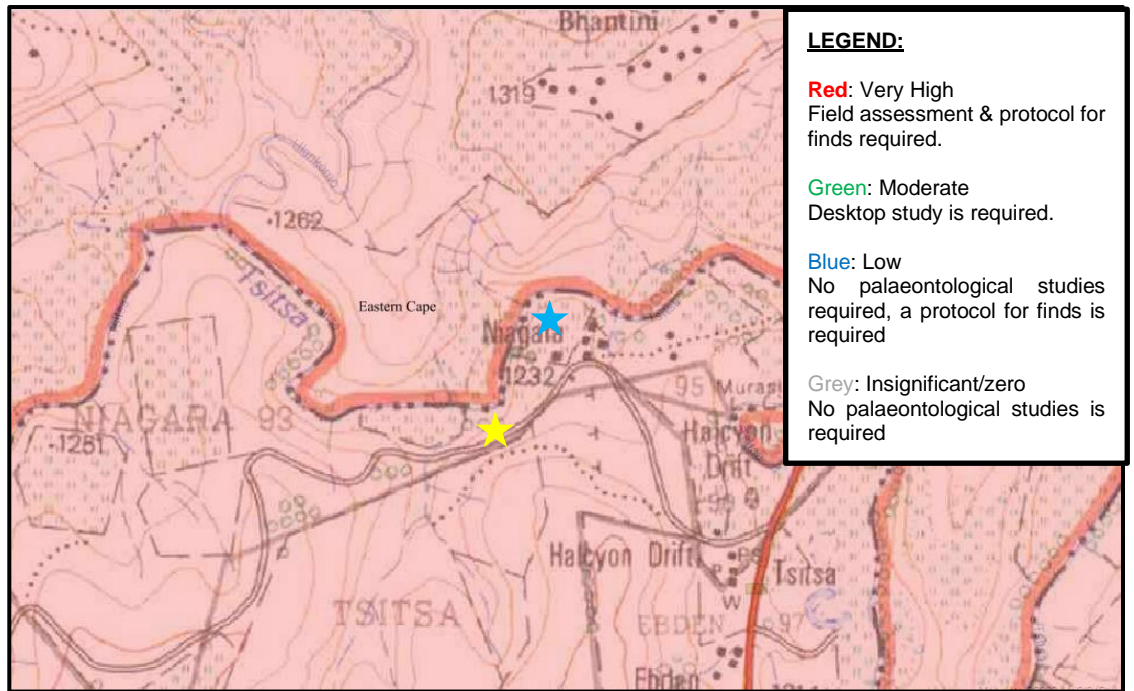 Bhantini
1319
1262
Tsitsa
Eastern Cape
Niagara
1232
95
NIAGARA 93
1251
Halcyon
Drift
Halcyon Drift
PS
W
Tsitsa
TSITSA
EBDEN
97
Ebden
LEGEND:
Red: Very High
Field assessment & protocol for
finds required.
Green: Moderate
Desktop study is required.
Blue: Low
No palaeontological studies
required, a protocol for finds is
required
Grey: Insignificant/zero
No palaeontological studies is
required